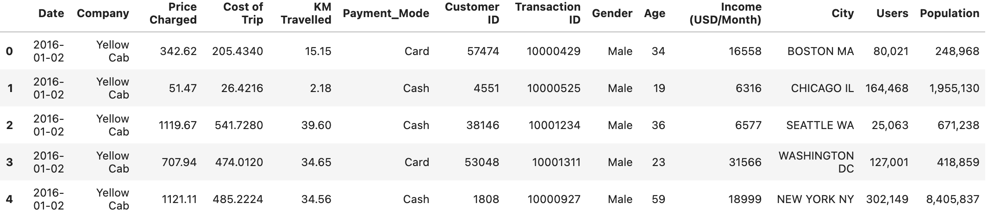 Date Company Price Charged Cost of Trip KM Travelled Payment_Mode Customer ID Transaction ID Gender Age Income (USD/Month) City Users Population
0 2016-01-02 Yellow Cab 342.62 205.4340 15.15 Card 57474 10000429 Male 34 16558 BOSTON MA 80,021 248,968
1 2016-01-02 Yellow Cab 51.47 26.4216 2.18 Cash 4551 10000525 Male 19 6316 CHICAGO IL 164,468 1,955,130
2 2016-01-02 Yellow Cab 1119.67 541.7280 39.60 Cash 38146 10001234 Male 36 6577 SEATTLE WA 25,063 671,238
3 2016-01-02 Yellow Cab 707.94 474.0120 34.65 Card 53048 10001311 Male 23 31566 WASHINGTON DC 127,001 418,859
4 2016-01-02 Yellow Cab 1121.11 485.2224 34.56 Cash 1808 10000927 Male 59 18999 NEW YORK NY 302,149 8,405,837